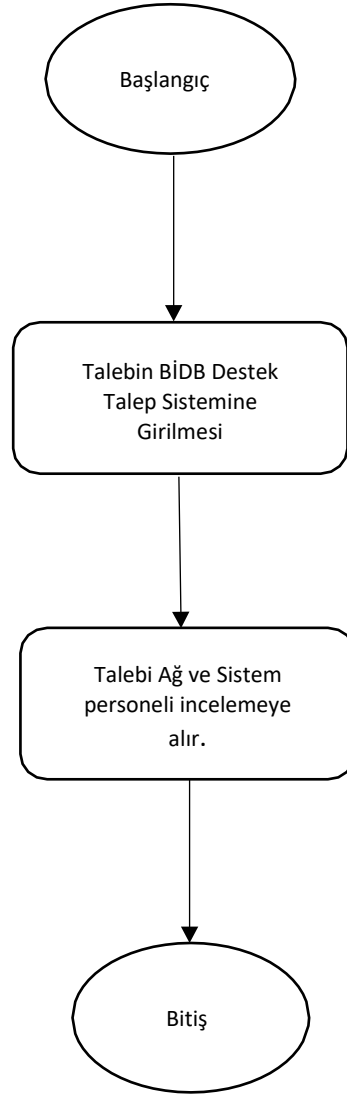 Başlangıç
Talebin BİDB Destek
Talep Sistemine
Girilmesi
Talebi Ağ ve Sistem
personeli incelemeye
alır.
Bitiş